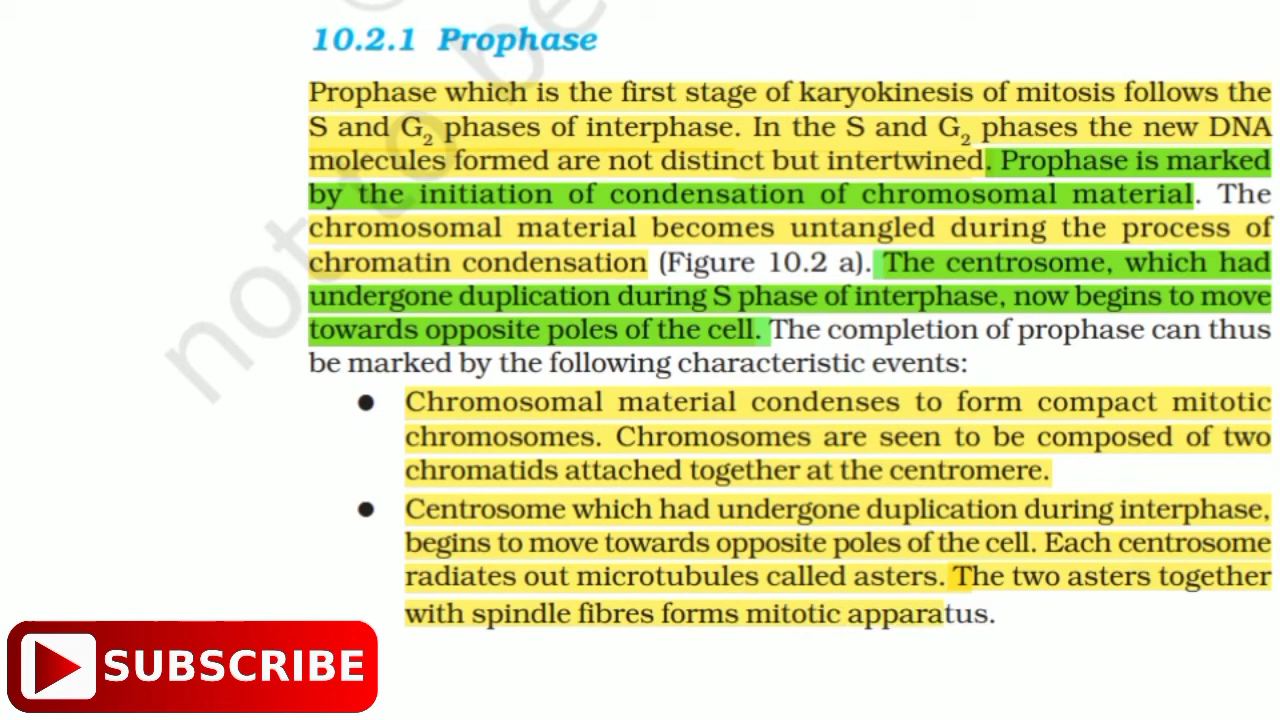 10.2.1 Prophase
Prophase which is the first stage of karyokinesis of mitosis follows the
S and G2 phases of interphase. In the S and G2 phases the new DNA
molecules formed are not distinct but intertwined. Prophase is marked
by the initiation of condensation of chromosomal material. The
chromosomal material becomes untangled during the process of
chromatin condensation (Figure 10.2 a). The centrosome, which had
undergone duplication during S phase of interphase, now begins to move
towards opposite poles of the cell. The completion of prophase can thus
be marked by the following characteristic events:
● Chromosomal material condenses to form compact mitotic
chromosomes. Chromosomes are seen to be composed of two
chromatids attached together at the centromere.
● Centrosome which had undergone duplication during interphase,
begins to move towards opposite poles of the cell. Each centrosome
radiates out microtubules called asters. The two asters together
with spindle fibres forms mitotic apparatus.
not to be
SUBSCRIBE